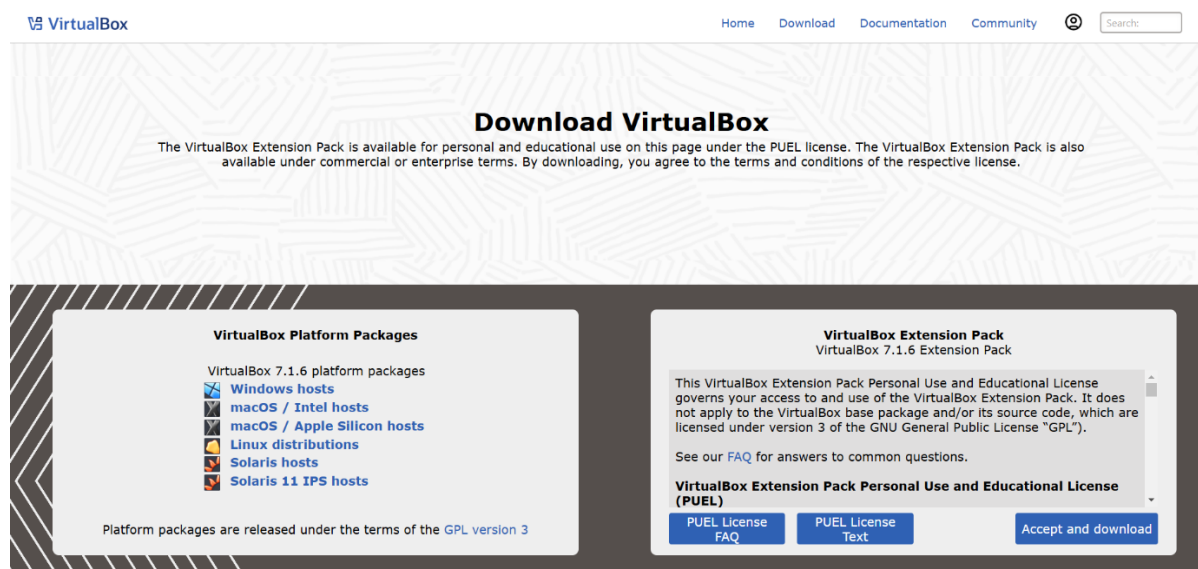 VirtualBox
Home Download Documentation Community Search:
Download VirtualBox
The VirtualBox Extension Pack is available for personal and educational use on this page under the PUEL license. The VirtualBox Extension Pack is also
available under commercial or enterprise terms. By downloading, you agree to the terms and conditions of the respective license.
VirtualBox Platform Packages
VirtualBox 7.1.6 platform packages
Windows hosts
macOS / Intel hosts
macOS / Apple Silicon hosts
Linux distributions
Solaris hosts
Solaris 11 IPS hosts
Platform packages are released under the terms of the GPL version 3
VirtualBox Extension Pack
VirtualBox 7.1.6 Extension Pack
This VirtualBox Extension Pack Personal Use and Educational License
governs your access to and use of the VirtualBox Extension Pack. It does
not apply to the VirtualBox base package and/or its source code, which are
licensed under version 3 of the GNU General Public License “GPL”).
See our FAQ for answers to common questions.
VirtualBox Extension Pack Personal Use and Educational License
(PUEL)
PUEL License
FAQ
PUEL License
Text
Accept and download